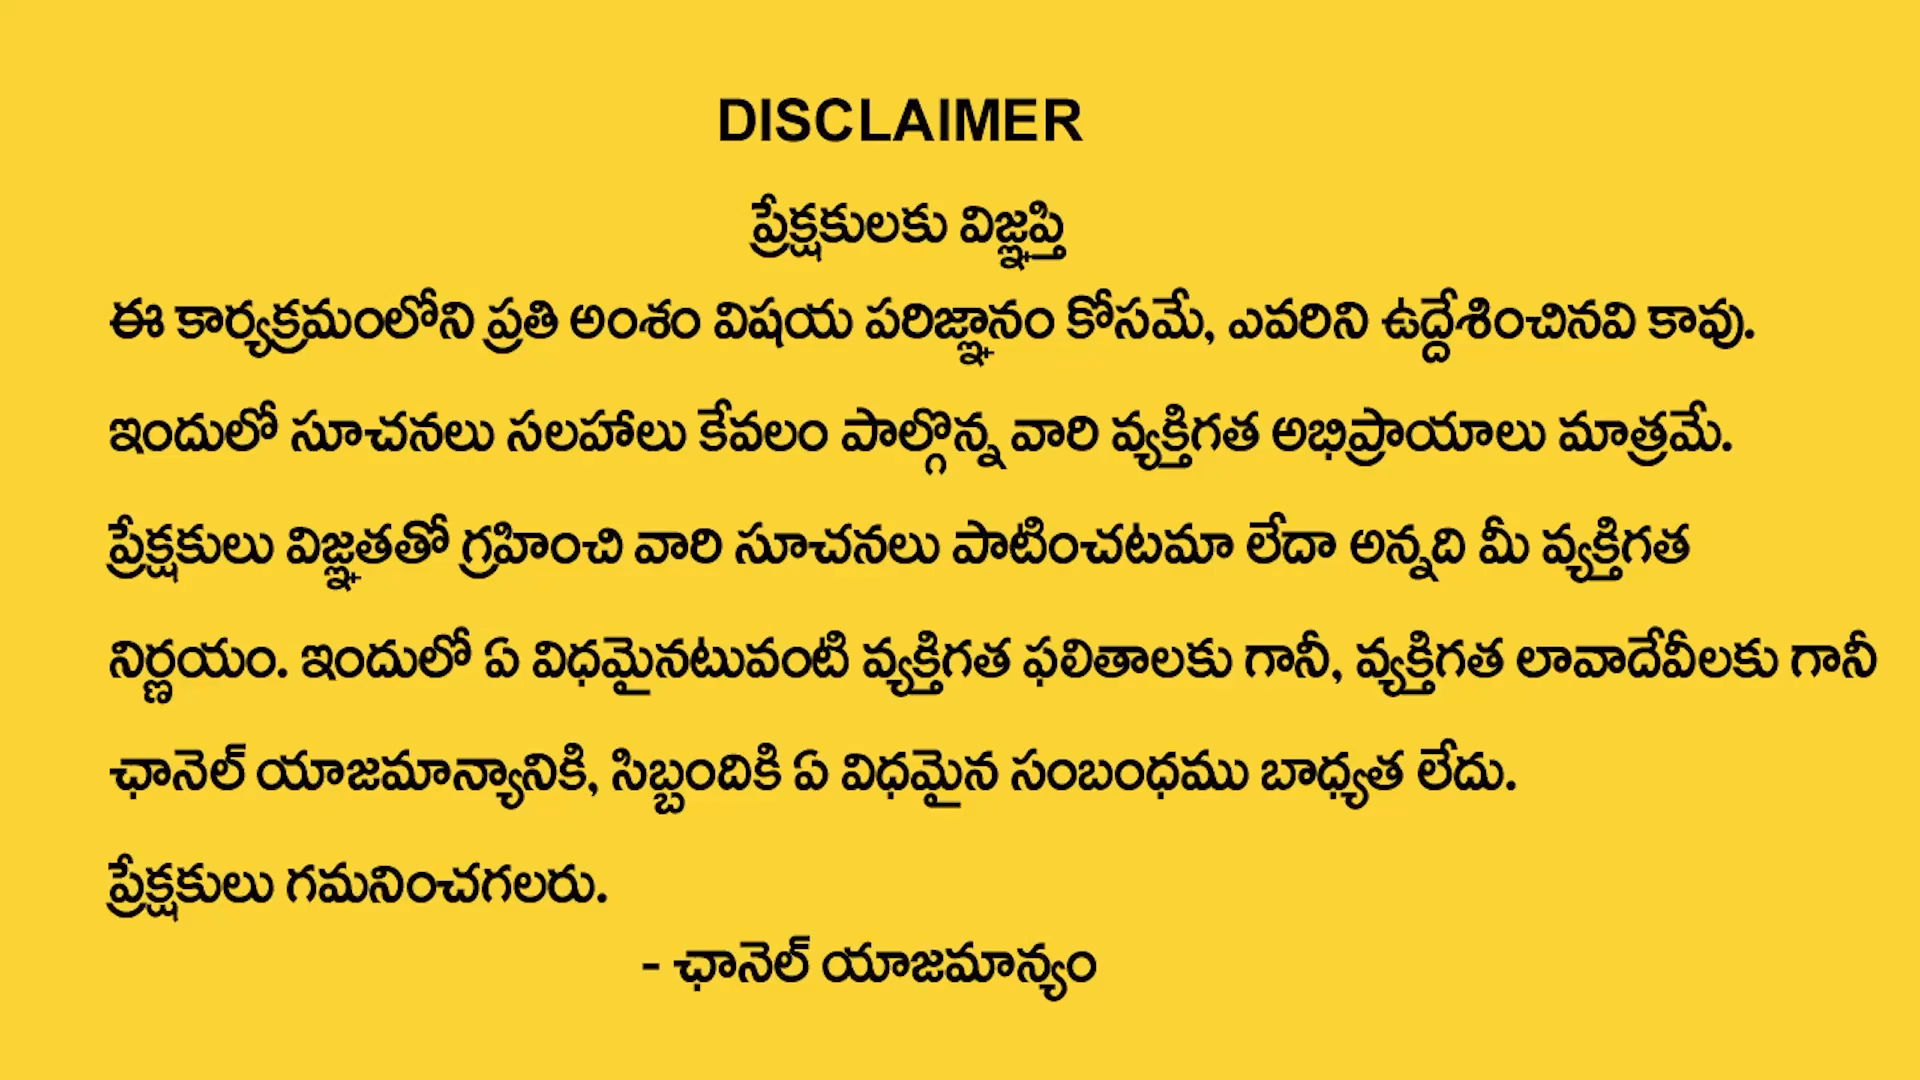 DISCLAIMER
ప్రేక్షకులకు విజ్ఞప్తి
ఈ కార్యక్రమంలోని ప్రతి అంశం విషయ పరిజ్ఞానం కోసమే, ఎవరిని ఉద్దేశించినవి కావు.
ఇందులో సూచనలు సలహాలు కేవలం పాల్గొన్న వారి వ్యక్తిగత అభిప్రాయాలు మాత్రమే.
ప్రేక్షకులు విజ్ఞతతో గ్రహించి వారి సూచనలు పాటించటమా లేదా అన్నది మీ వ్యక్తిగత
నిర్ణయం. ఇందులో ఏ విధమైనటువంటి వ్యక్తిగత ఫలితాలకు గానీ, వ్యక్తిగత లావాదేవీలకు గానీ
ఛానెల్ యాజమాన్యానికి, సిబ్బందికి ఏ విధమైన సంబంధము బాధ్యత లేదు.
ప్రేక్షకులు గమనించగలరు.
- ఛానెల్ యాజమాన్యం